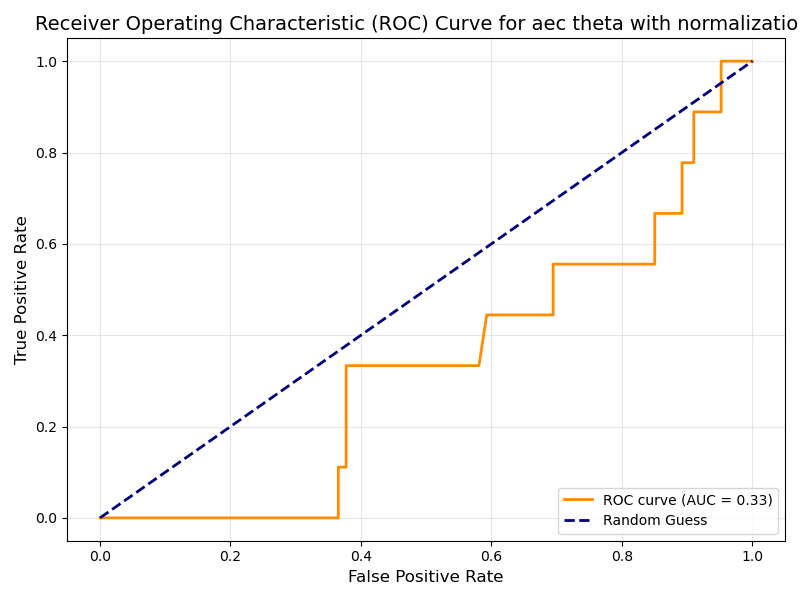 Receiver Operating Characteristic (ROC) Curve for aec theta with normalizatio
1.0
0.8
0.6
0.4
0.2
0.0
True Positive Rate
ROC curve (AUC = 0.33)
Random Guess
0.0 0.2 0.4 0.6 0.8 1.0
False Positive Rate